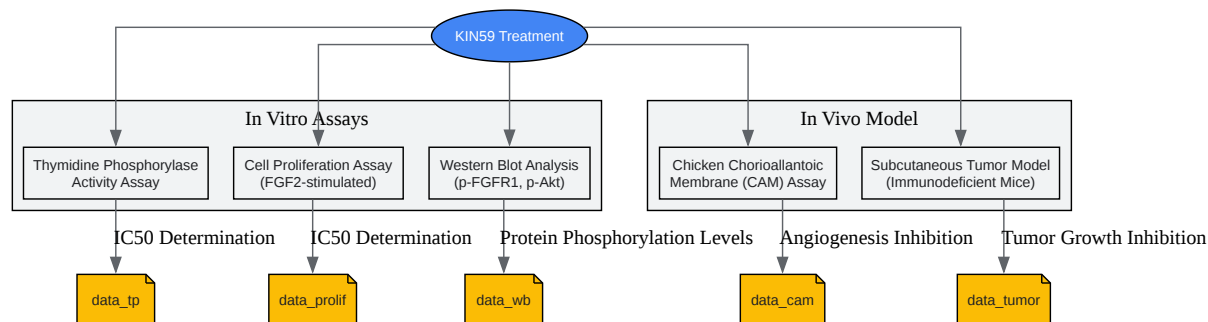 KIN59 Treatment
In Vitro Assays
In Vivo Model
Thymidine Phosphorylase
Activity Assay
Cell Proliferation Assay
(FGF2-stimulated)
Western Blot Analysis
(p-FGFR1, p-Akt)
Chicken Chorioallantoic
Membrane (CAM) Assay
Subcutaneous Tumor Model
(Immunodeficient Mice)
IC50 Determination
IC50 Determination
Protein Phosphorylation Levels
Angiogenesis Inhibition
Tumor Growth Inhibition
data_tp
data_prolif
data_wb
data_cam
data_tumor